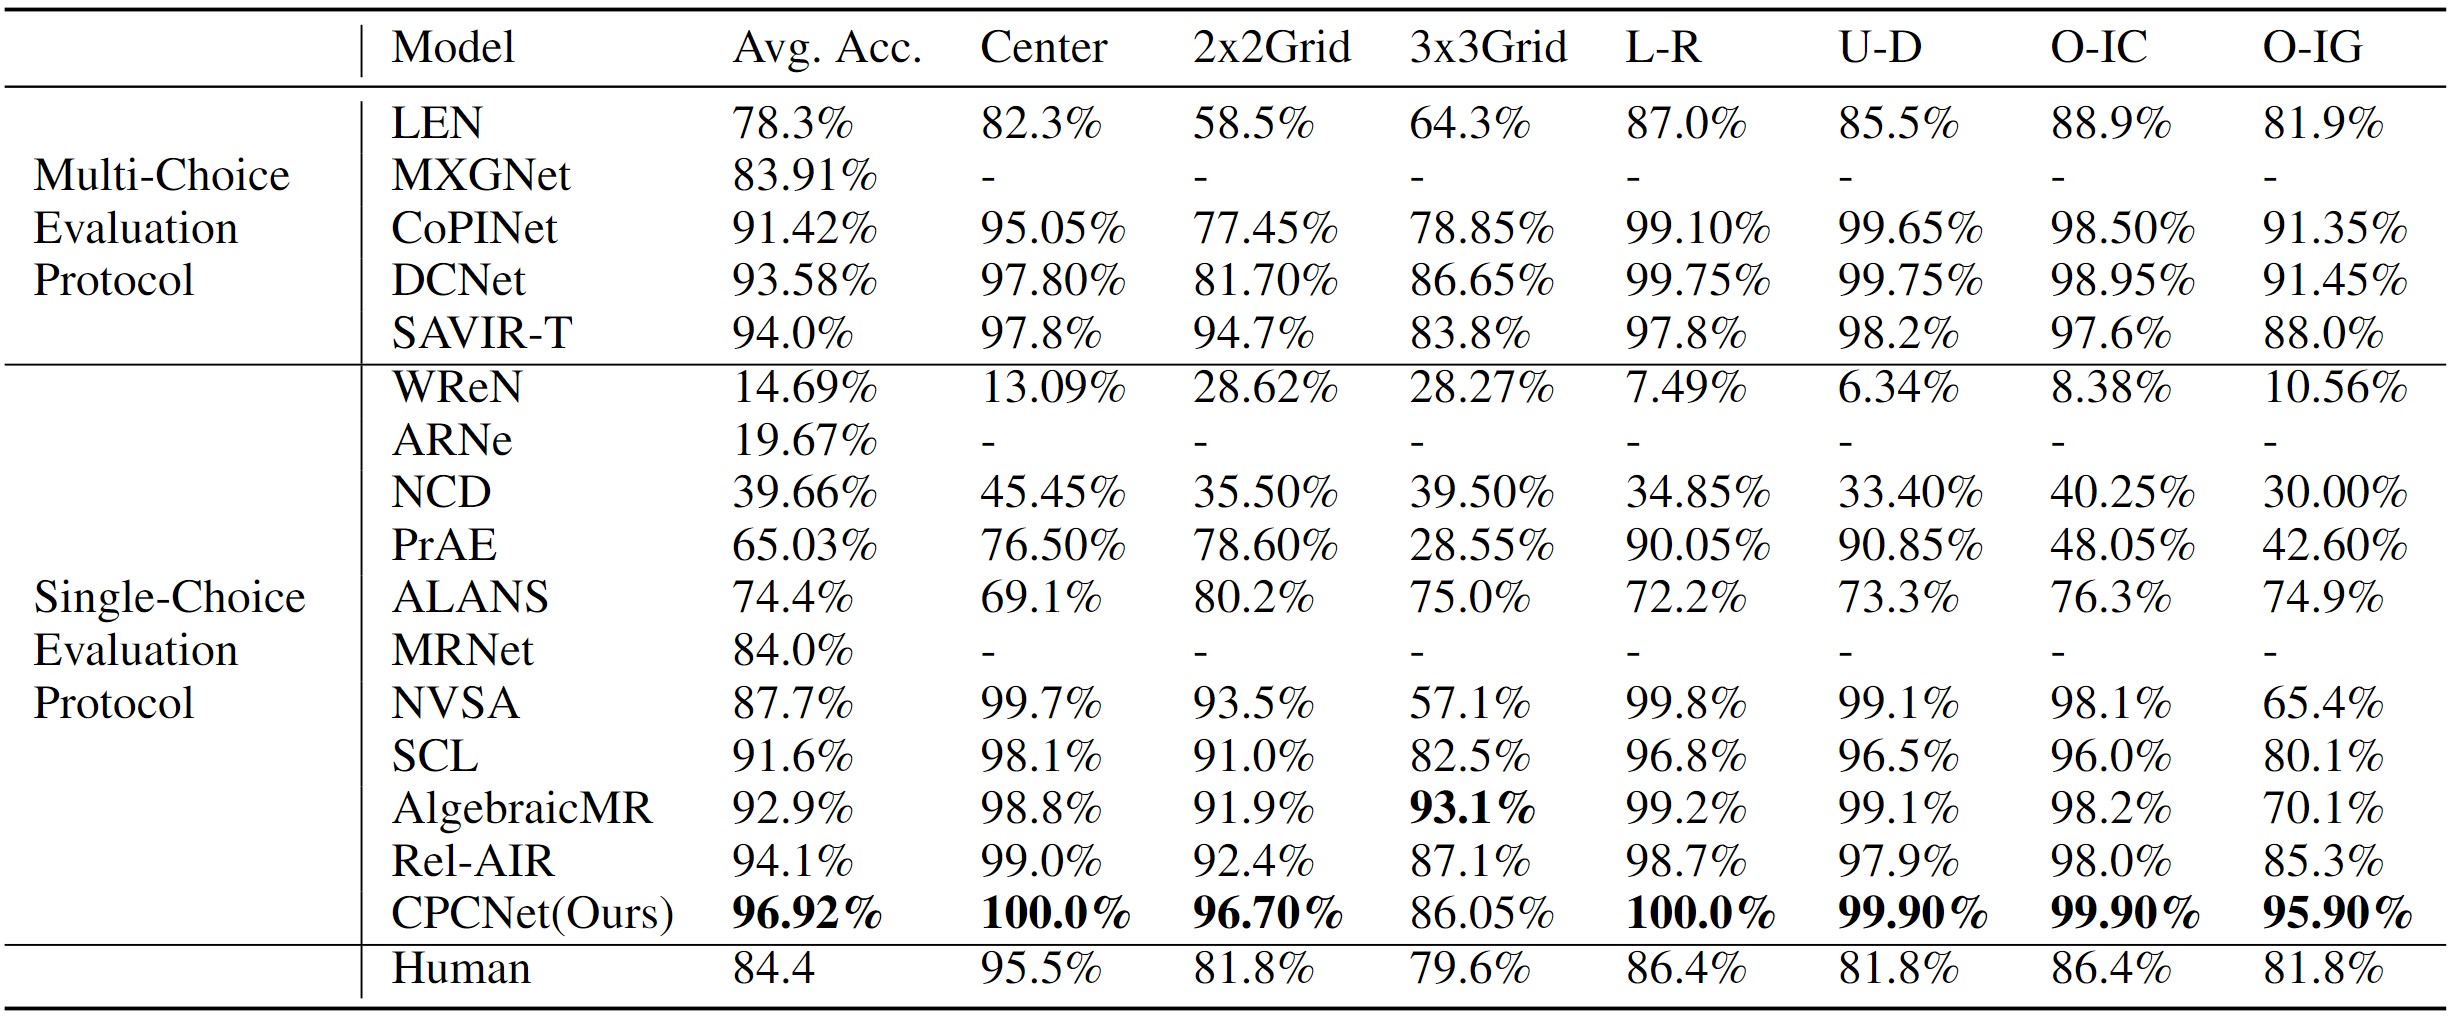 Model Avg. Acc. Center 2x2Grid 3x3Grid L-R U-D O-IC O-IG
LEN 78.3% 82.3% 58.5% 64.3% 87.0% 85.5% 88.9% 81.9%
Multi-Choice MXGNet 83.91% - - - - - - -
Evaluation CoPINet 91.42% 95.05% 77.45% 78.85% 99.10% 99.65% 98.50% 91.35%
Protocol DCNet 93.58% 97.80% 81.70% 86.65% 99.75% 99.75% 98.95% 91.45%
SAVIR-T 94.0% 97.8% 94.7% 83.8% 97.8% 98.2% 97.6% 88.0%
WReN 14.69% 13.09% 28.62% 28.27% 7.49% 6.34% 8.38% 10.56%
ARNe 19.67% - - - - - - -
NCD 39.66% 45.45% 35.50% 39.50% 34.85% 33.40% 40.25% 30.00%
PrAE 65.03% 76.50% 78.60% 28.55% 90.05% 90.85% 48.05% 42.60%
Single-Choice ALANS 74.4% 69.1% 80.2% 75.0% 72.2% 73.3% 76.3% 74.9%
Evaluation MRNet 84.0% - - - - - - -
Protocol NVSA 87.7% 99.7% 93.5% 57.1% 99.8% 99.1% 98.1% 65.4%
SCL 91.6% 98.1% 91.0% 82.5% 96.8% 96.5% 96.0% 80.1%
AlgebraicMR 92.9% 98.8% 91.9% 93.1% 99.2% 99.1% 98.2% 70.1%
Rel-AIR 94.1% 99.0% 92.4% 87.1% 98.7% 97.9% 98.0% 85.3%
CPCNet(Ours) 96.92% 100.0% 96.70% 86.05% 100.0% 99.90% 99.90% 95.90%
Human 84.4 95.5% 81.8% 79.6% 86.4% 81.8% 86.4% 81.8%